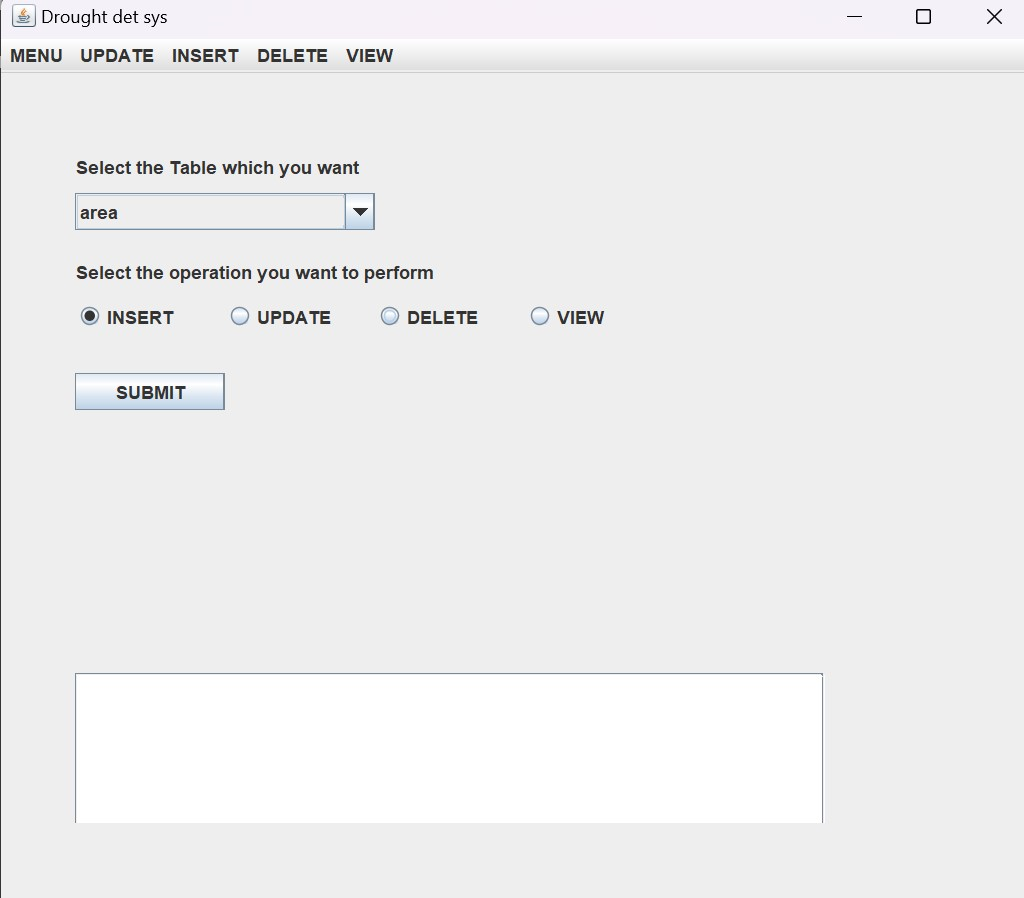 Drought det sys
MENU UPDATE INSERT DELETE VIEW
Select the Table which you want
area
Select the operation you want to perform
INSERT UPDATE DELETE VIEW
SUBMIT